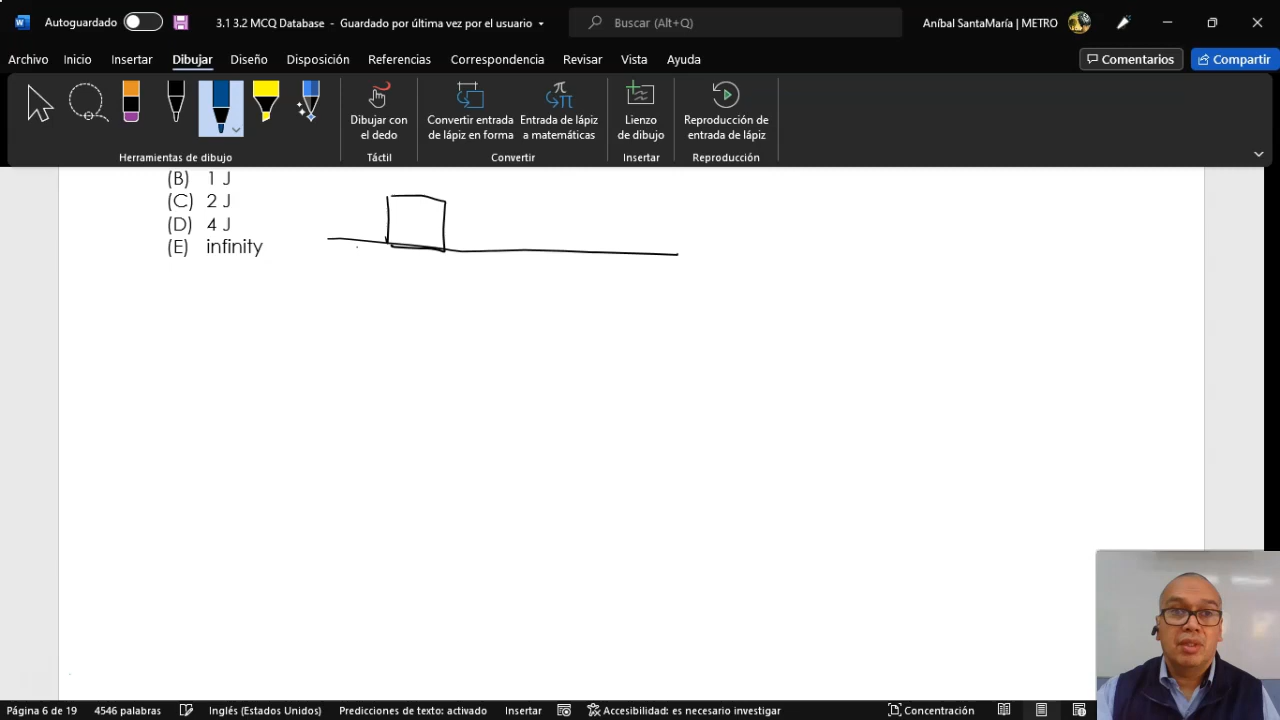 Autoguardado
3.1 3.2 MCQ Database - Guardado por última vez por el usuario
Buscar (Alt+Q)
Aníbal SantaMaría | METRO
Archivo Inicio Insertar Dibujar Diseño Disposición Referencias Correspondencia Revisar Vista Ayuda
Comentarios
Compartir
Dibujar con el dedo
Convertir entrada de lápiz en forma
Entrada de lápiz a matemáticas
Lienzo de dibujo
Reproducción de entrada de lápiz
Herramientas de dibujo
Táctil
Convertir
Insertar
Reproducción
(B) 1 J
(C) 2 J
(D) 4 J
(E) infinity
Página 6 de 19 4546 palabras Inglés (Estados Unidos) Predicciones de texto: activado Insertar Accesibilidad: es necesario investigar Concentración